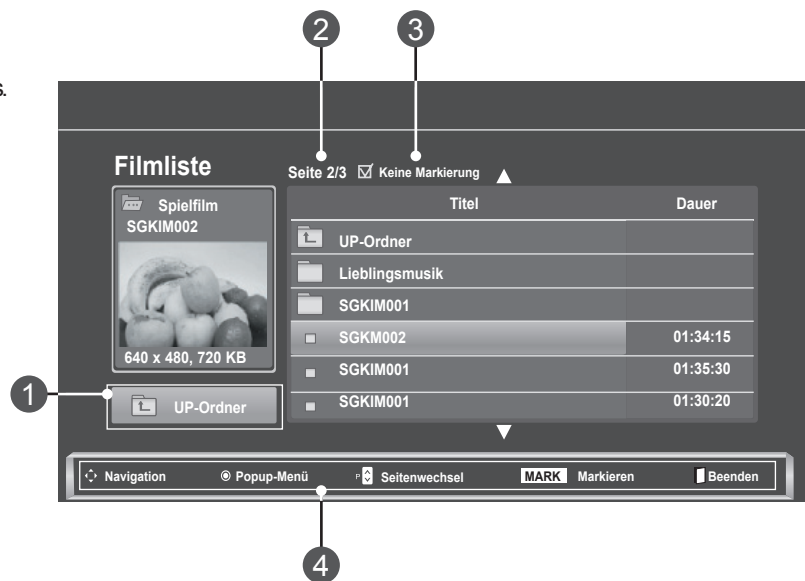 2 3
s.
Filmliste
Seite 2/3 Keine Markierung
Spielfilm
SGKIM002
640 x 480, 720 KB
Titel Dauer
UP-Ordner
Lieblingsmusik
SGKIM001
SGKM002 01:34:15
SGKIM001 01:35:30
SGKIM001 01:30:20
1
UP-Ordner
Navigation Popup-Menü P Seitenwechsel MARK Markieren Beenden
4